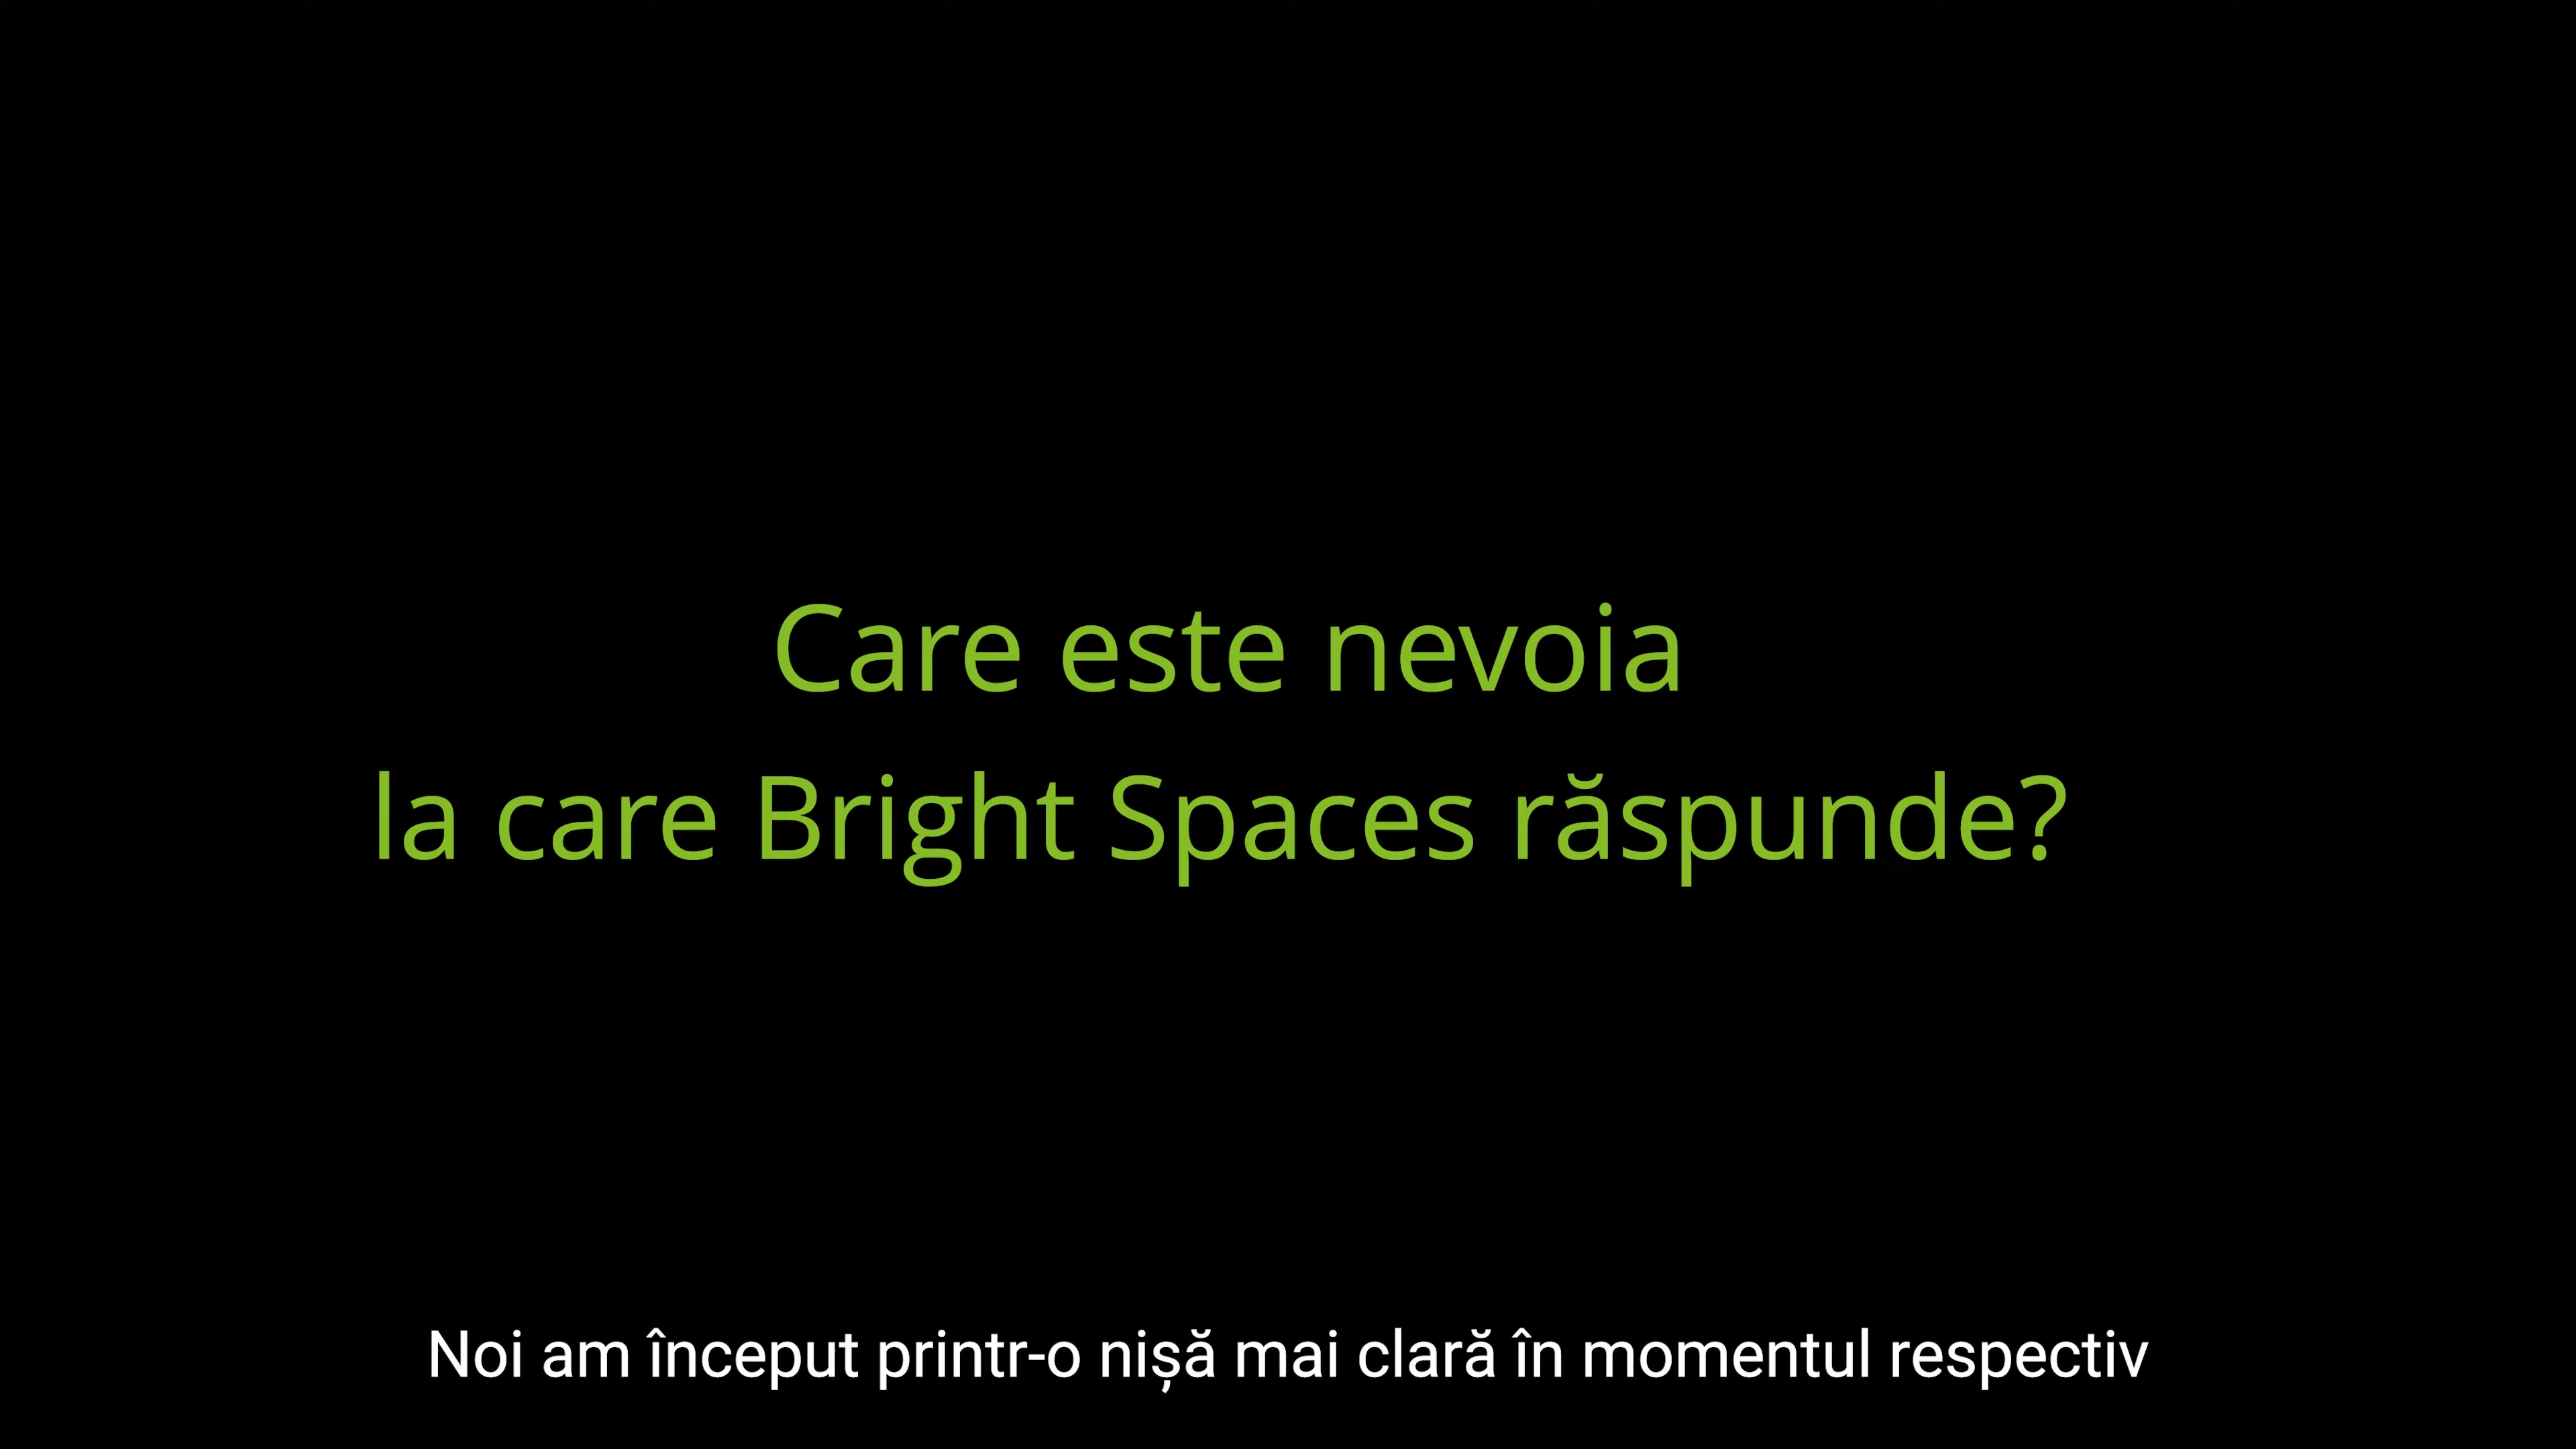 Care este nevoia
la care Bright Spaces răspunde?
Noi am început printr-o nișă mai clară în momentul respectiv